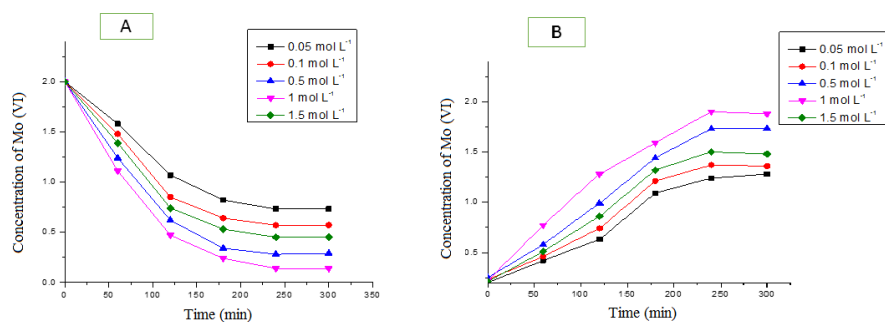 A
0.05 mol L⁻¹
0.1 mol L⁻¹
0.5 mol L⁻¹
1 mol L⁻¹
1.5 mol L⁻¹
Concentration of Mo (VI)
2.0
1.5
1.0
0.5
0.0
0 50 100 150 200 250 300 350
Time (min)
B
0.05 mol L⁻¹
0.1 mol L⁻¹
0.5 mol L⁻¹
1 mol L⁻¹
1.5 mol L⁻¹
Concentration of Mo (VI)
2.0
1.5
1.0
0.5
0 50 100 150 200 250 300
Time (min)